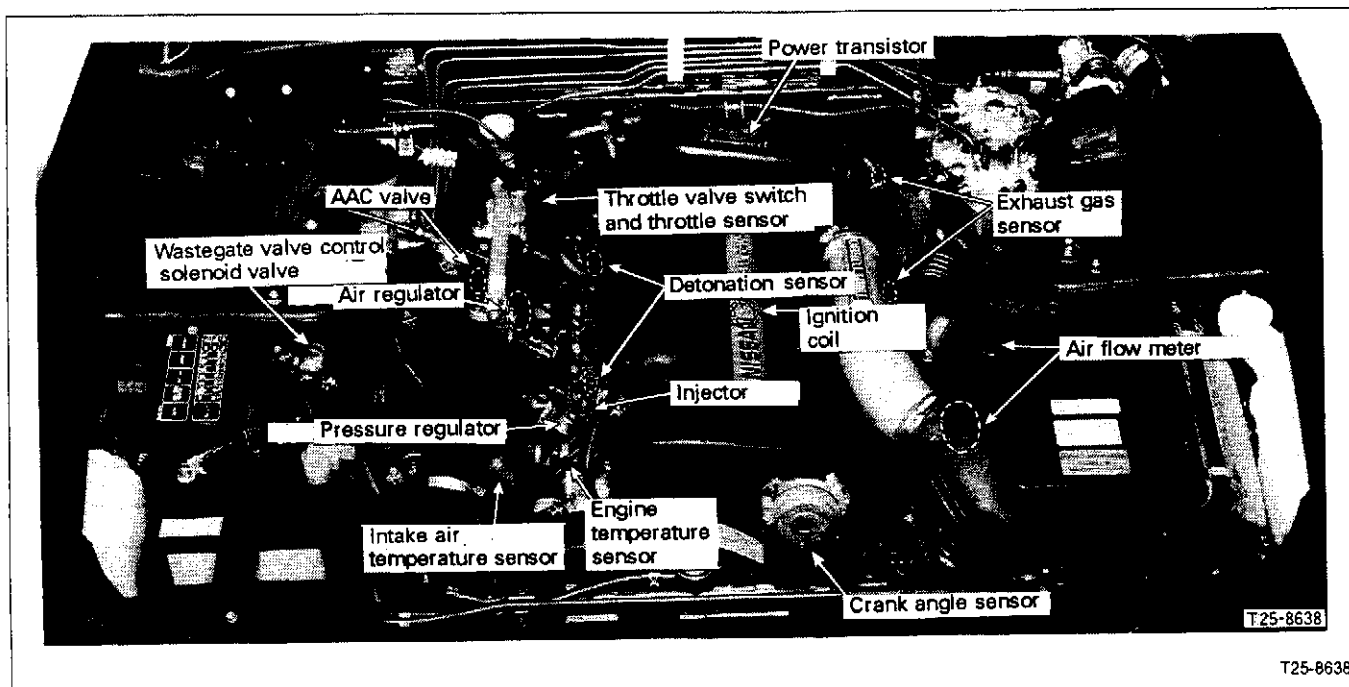 Power transistor
AAC valve
Throttle valve switch
and throttle sensor
Exhaust gas
sensor
Wastegate valve control
solenoid valve
Air regulator
Detonation sensor
Ignition
coil
Air flow meter
NISSAN
Injector
Pressure regulator
Intake air
temperature sensor
Engine
temperature
sensor
Crank angle sensor
T25-8638
T25-8638